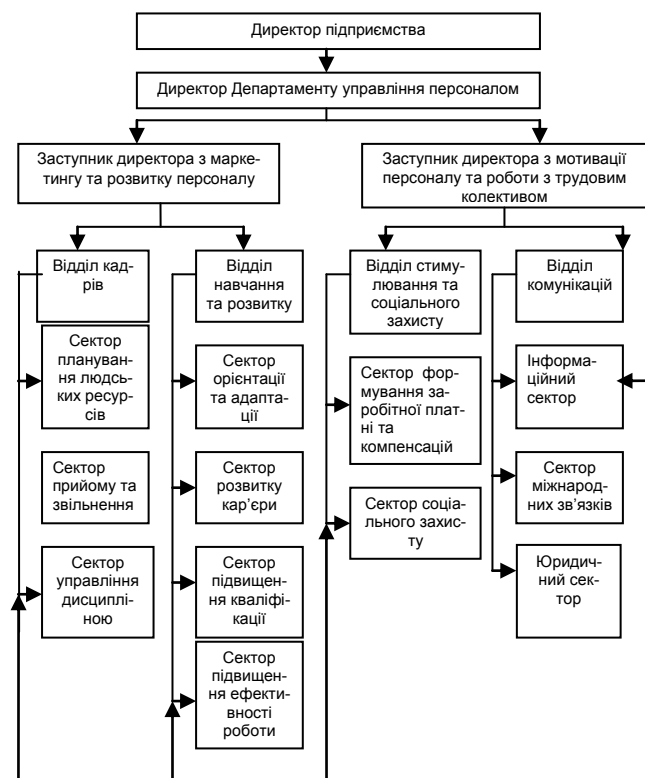 Директор підприємства
Директор Департаменту управління персоналом
Заступник директора з марке-
тингу та розвитку персоналу
Заступник директора з мотивації
персоналу та роботи з трудовим
колективом
Відділ кад-
рів
Відділ
навчання
та розвитку
Відділ стиму-
лювання та
соціального
захисту
Відділ
комунікацій
Сектор
плануван-
ня людсь-
ких ресур-
сів
Сектор
орієнтації
та адапта-
ції
Сектор фор-
мування за-
робітної плат-
ні та
компенсацій
Інформа-
ційний
сектор
Сектор
прийому та
звільнення
Сектор
розвитку
кар’єри
Сектор соціа-
льного захис-
ту
Сектор
міжнарод-
них зв’язків
Сектор
управління
дисциплі-
ною
Сектор
підвищен-
ня кваліфі-
кації
Юридич-
ний сек-
тор
Сектор
підвищен-
ня ефекти-
вності
роботи